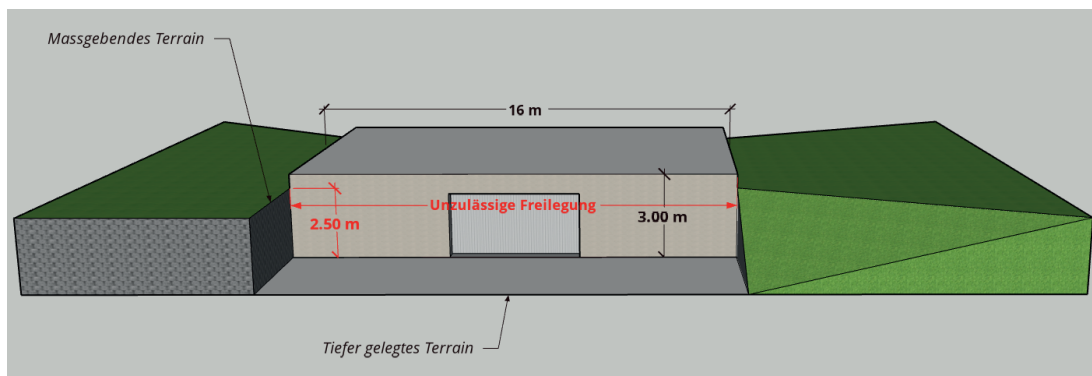 Massgebendes Terrain
16 m
Unzulässige Freilegung
2.50 m
3.00 m
Tiefer gelegtes Terrain